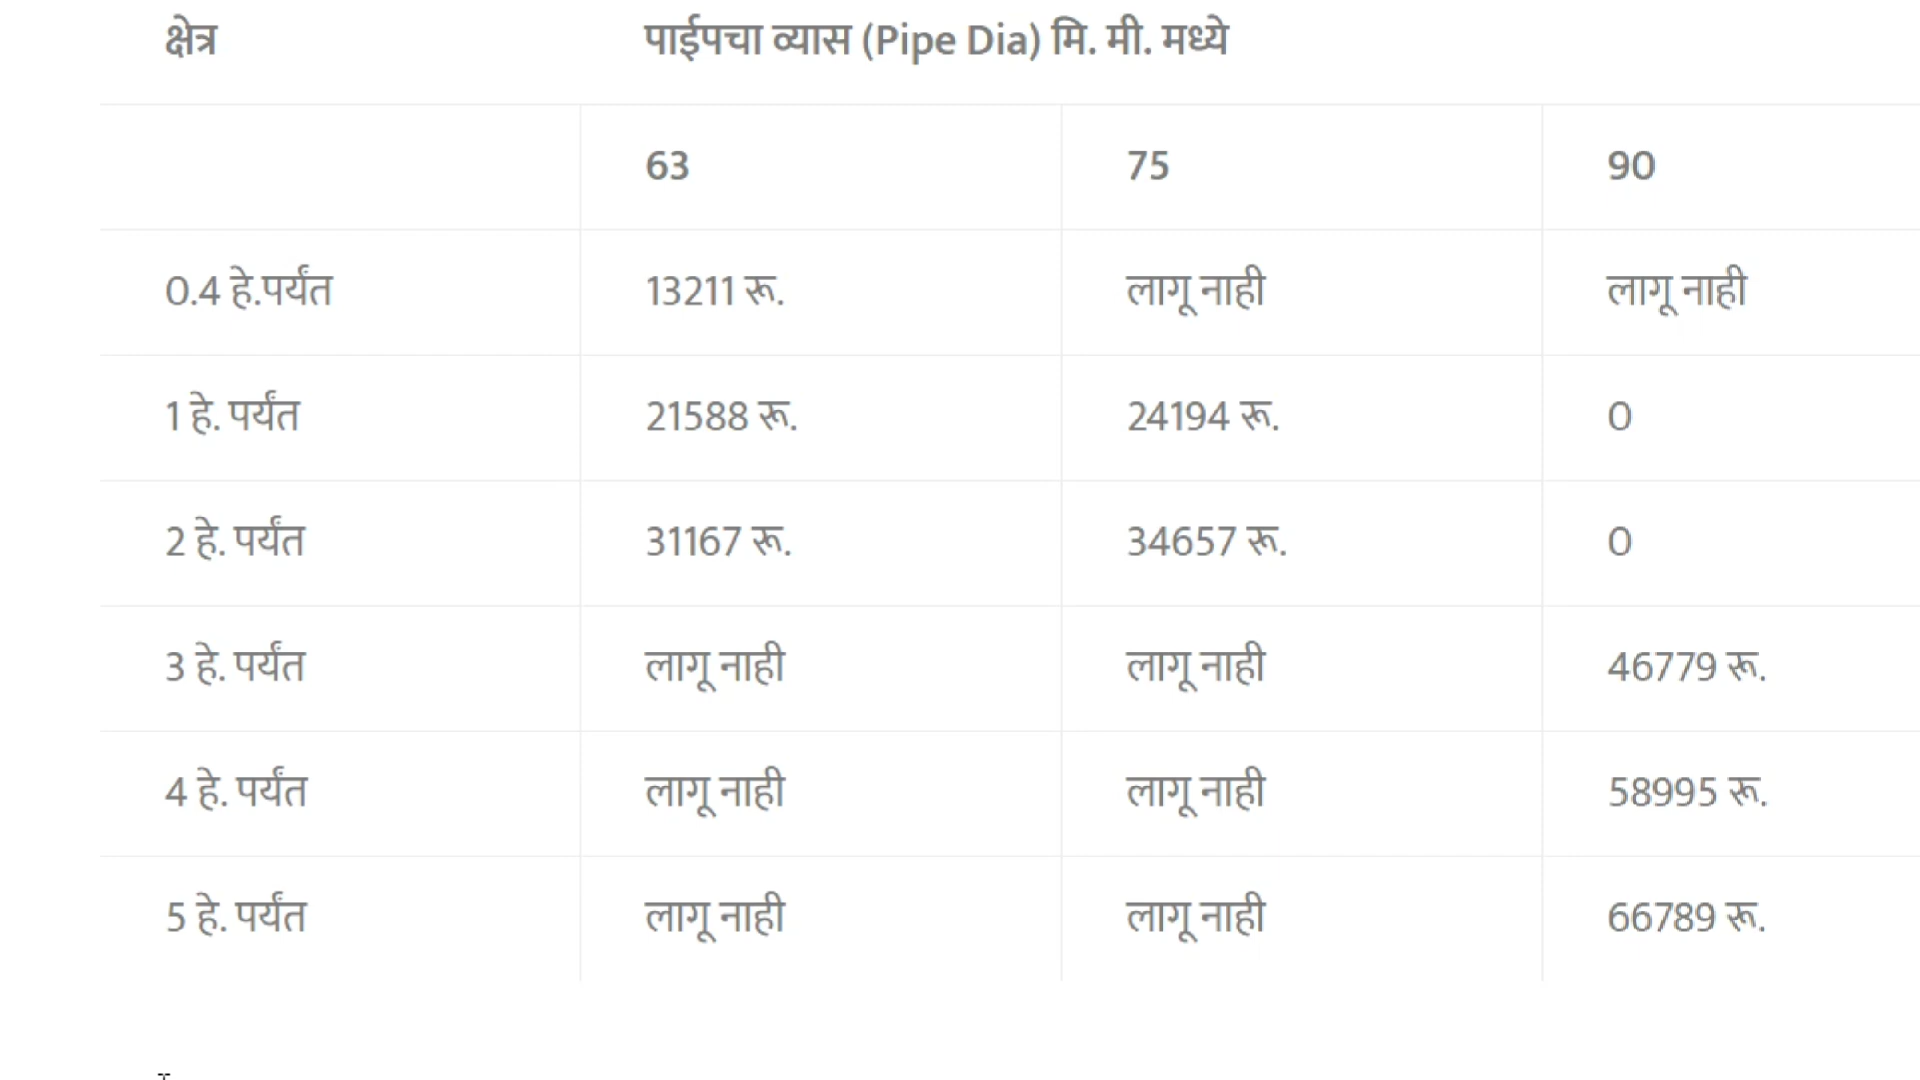 क्षेत्र पाईपचा व्यास (Pipe Dia) मि. मी. मध्ये
63 75 90
0.4 हे.पर्यंत 13211 रू. लागू नाही लागू नाही
1 हे. पर्यंत 21588 रू. 24194 रू. 0
2 हे. पर्यंत 31167 रू. 34657 रू. 0
3 हे. पर्यंत लागू नाही लागू नाही 46779 रू.
4 हे. पर्यंत लागू नाही लागू नाही 58995 रू.
5 हे. पर्यंत लागू नाही लागू नाही 66789 रू.